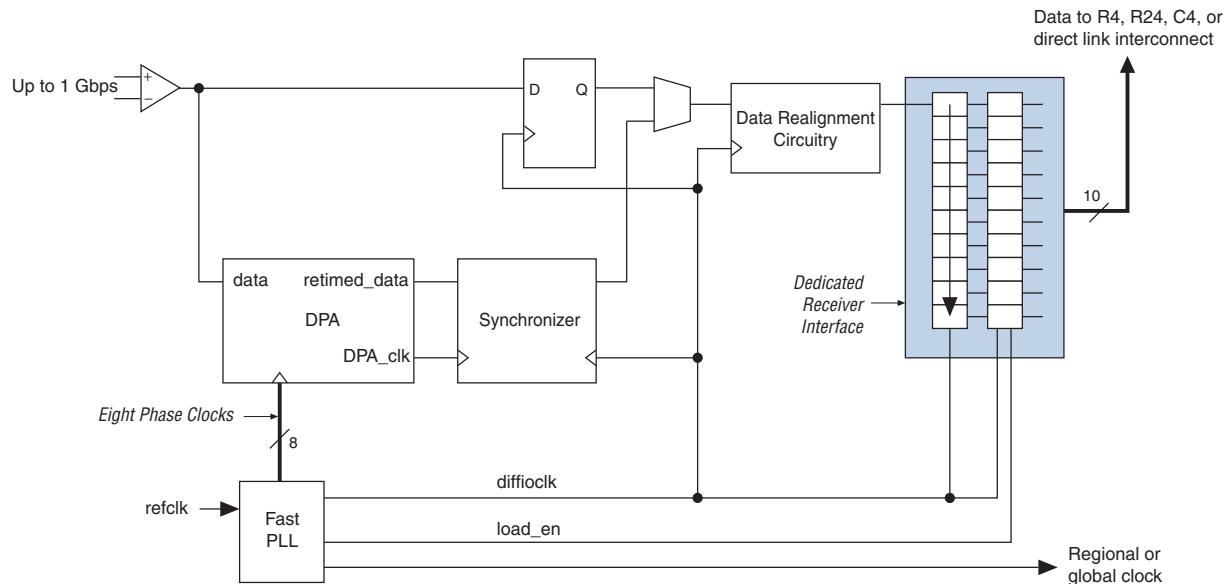 Data to R4, R24, C4, or
direct link interconnect
Up to 1 Gbps
+
−
D Q
Data Realignment
Circuitry
10
data retimed_data
DPA
DPA_clk
Synchronizer
Dedicated
Receiver
Interface
Eight Phase Clocks
8
diffioclk
refclk
Fast
PLL
load_en
Regional or
global clock